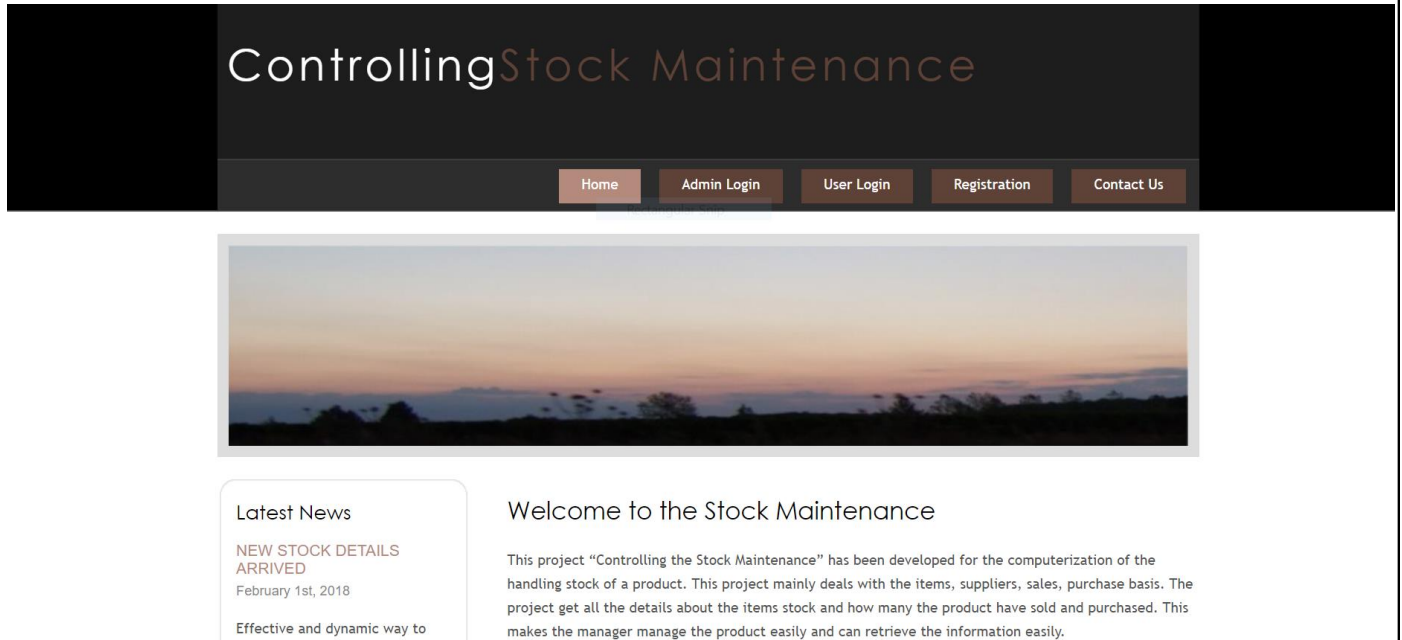 ControllingStock Maintenance
Home Admin Login User Login Registration Contact Us
Rectangular Snip
Latest News
NEW STOCK DETAILS
ARRIVED
February 1st, 2018
Effective and dynamic way to
Welcome to the Stock Maintenance
This project “Controlling the Stock Maintenance” has been developed for the computerization of the
handling stock of a product. This project mainly deals with the items, suppliers, sales, purchase basis. The
project get all the details about the items stock and how many the product have sold and purchased. This
makes the manager manage the product easily and can retrieve the information easily.